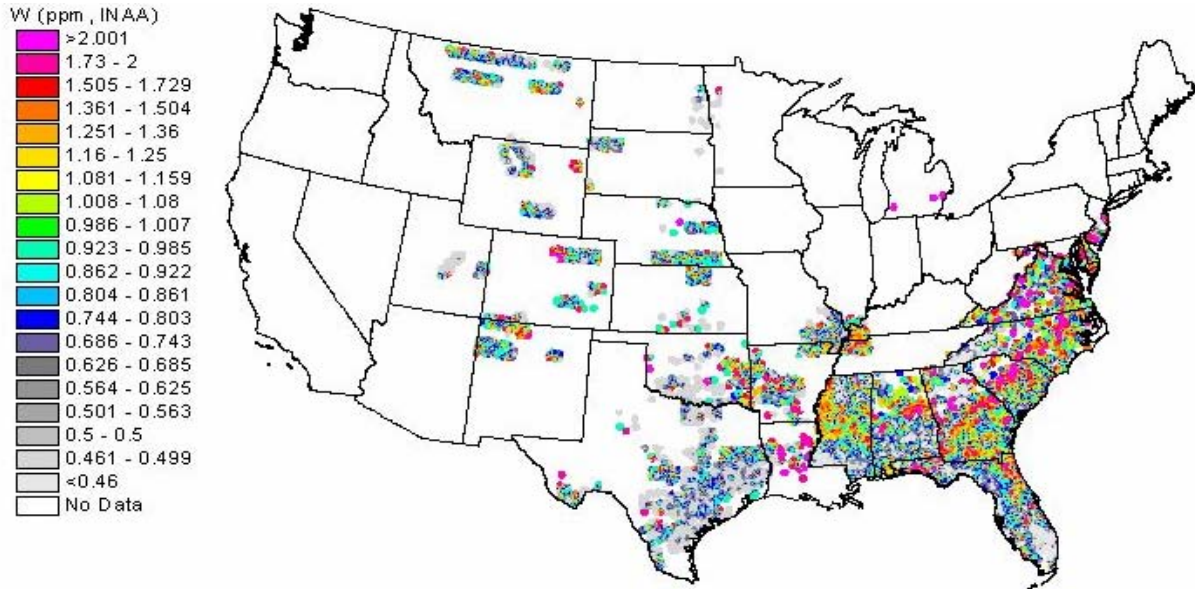 W (ppm, INAA)
>2.001
1.73 - 2
1.505 - 1.729
1.361 - 1.504
1.251 - 1.36
1.16 - 1.25
1.081 - 1.159
1.008 - 1.08
0.986 - 1.007
0.923 - 0.985
0.862 - 0.922
0.804 - 0.861
0.744 - 0.803
0.686 - 0.743
0.626 - 0.685
0.564 - 0.625
0.501 - 0.563
0.5 - 0.5
0.461 - 0.499
<0.46
No Data